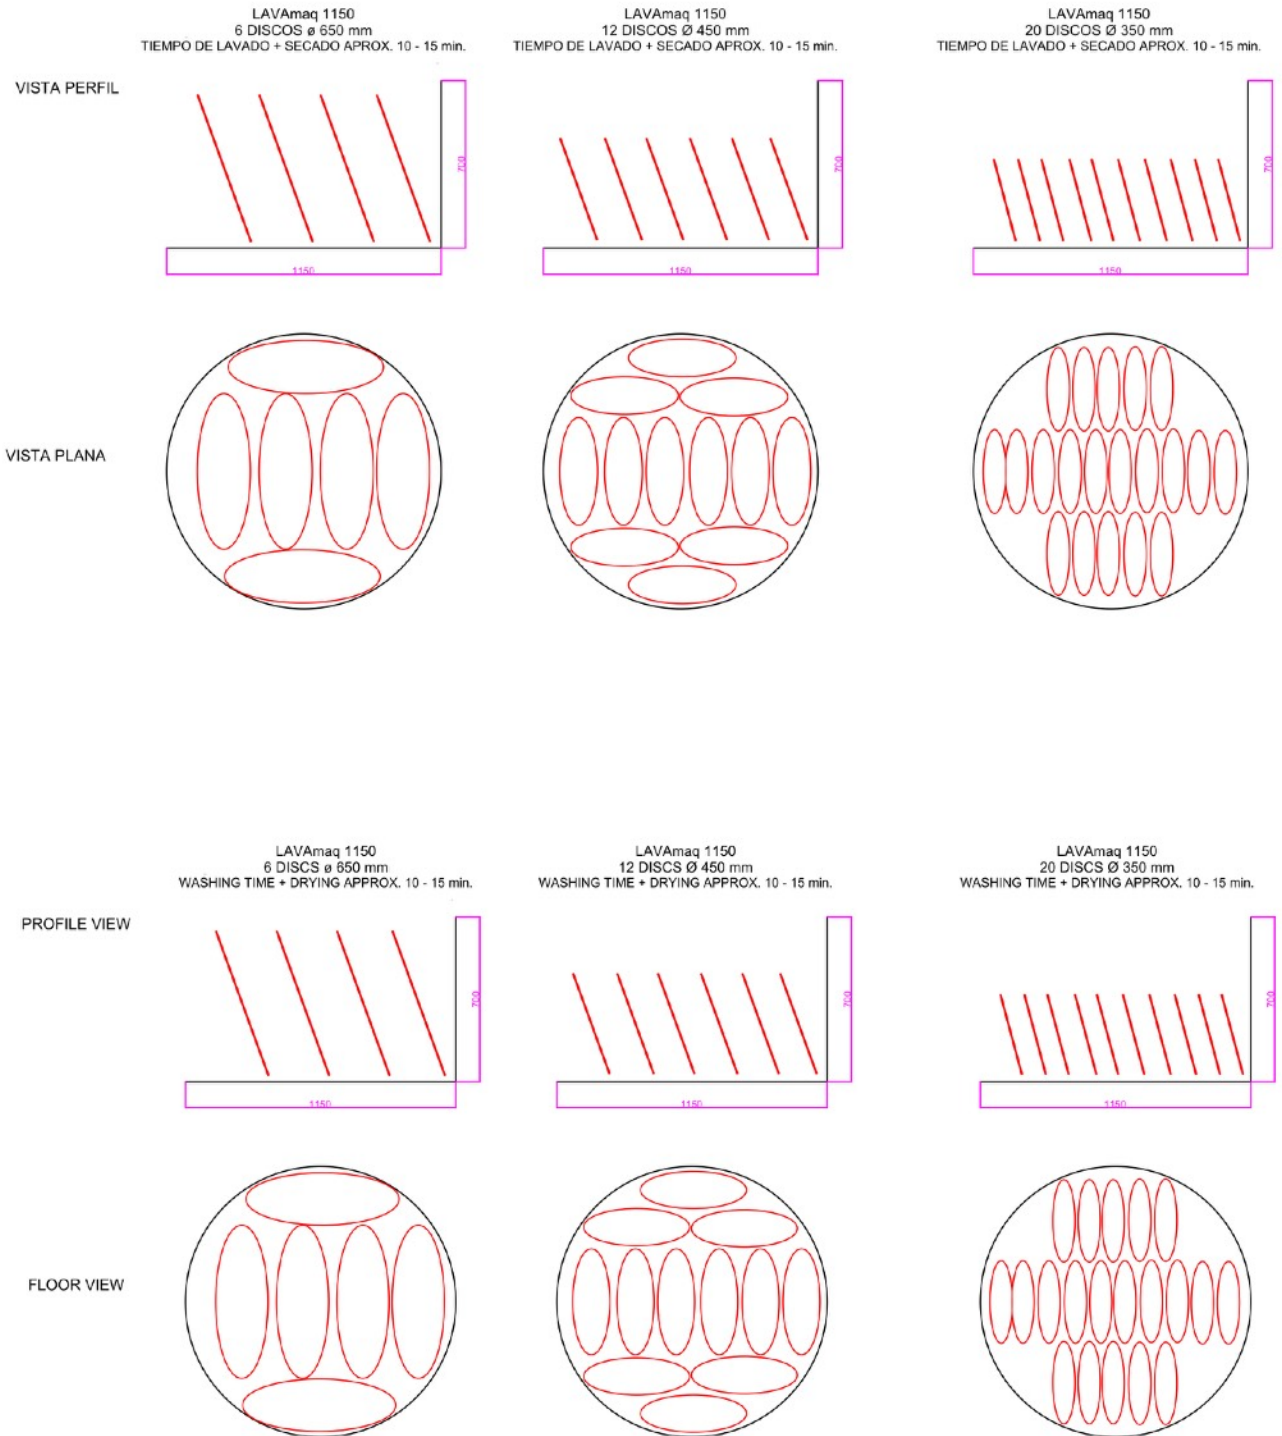 LAVAmaq 1150
6 DISCOS ø 650 mm
TIEMPO DE LAVADO + SECADO APROX. 10 - 15 min.
LAVAmaq 1150
12 DISCOS Ø 450 mm
TIEMPO DE LAVADO + SECADO APROX. 10 - 15 min.
LAVAmaq 1150
20 DISCOS Ø 350 mm
TIEMPO DE LAVADO + SECADO APROX. 10 - 15 min.
VISTA PERFIL
700
1150
700
1150
700
1150
VISTA PLANA
LAVAmaq 1150
6 DISCS ø 650 mm
WASHING TIME + DRYING APPROX. 10 - 15 min.
LAVAmaq 1150
12 DISCS Ø 450 mm
WASHING TIME + DRYING APPROX. 10 - 15 min.
LAVAmaq 1150
20 DISCS Ø 350 mm
WASHING TIME + DRYING APPROX. 10 - 15 min.
PROFILE VIEW
700
1150
700
1150
700
1150
FLOOR VIEW